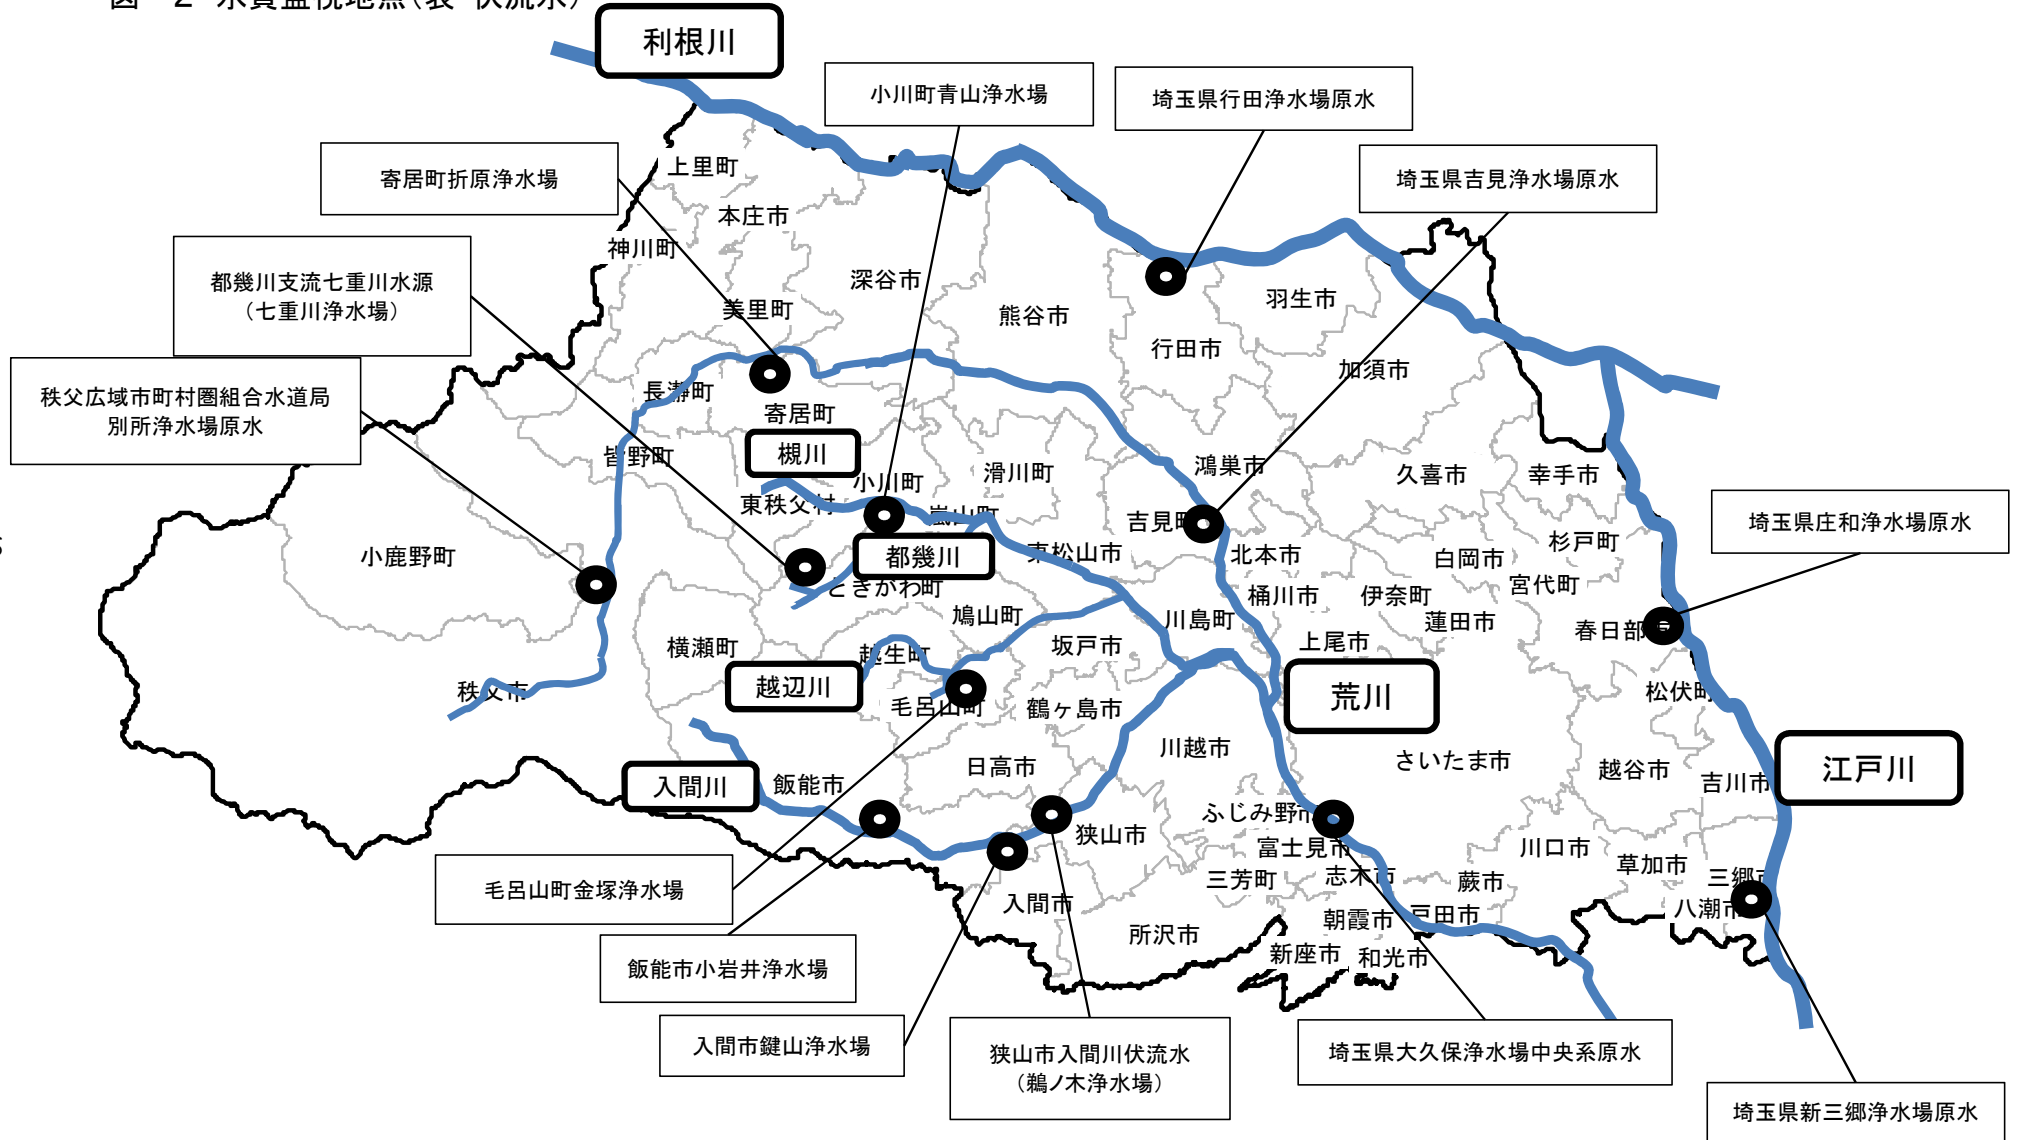 利根川
小川町青山浄水場
埼玉県行田浄水場原水
寄居町折原浄水場
埼玉県吉見浄水場原水
上里町
本庄市
神川町
都幾川支流七重川水源
（七重川浄水場）
深谷市
美里町
熊谷市
羽生市
行田市
加須市
秩父広域市町村圏組合水道局
別所浄水場原水
長瀞町
寄居町
槻川
皆野町
小川町
滑川町
鴻巣市
久喜市
幸手市
東秩父村
嵐山町
吉見町
埼玉県庄和浄水場原水
小鹿野町
都幾川
東松山市
北本市
白岡市
杉戸町
ときがわ町
宮代町
桶川市
伊奈町
鳩山町
川島町
蓮田市
春日部市
横瀬町
越生町
坂戸市
上尾市
秩父市
越辺川
毛呂山町
鶴ヶ島市
荒川
松伏町
川越市
さいたま市
入間川
飯能市
日高市
越谷市
吉川市
江戸川
ふじみ野市
狭山市
富士見市
川口市
草加市
三芳町
志木市
蕨市
三郷市
毛呂山町金塚浄水場
入間市
八潮市
朝霞市
戸田市
所沢市
新座市
和光市
飯能市小岩井浄水場
入間市鍵山浄水場
狭山市入間川伏流水
（鵜ノ木浄水場）
埼玉県大久保浄水場中央系原水
埼玉県新三郷浄水場原水